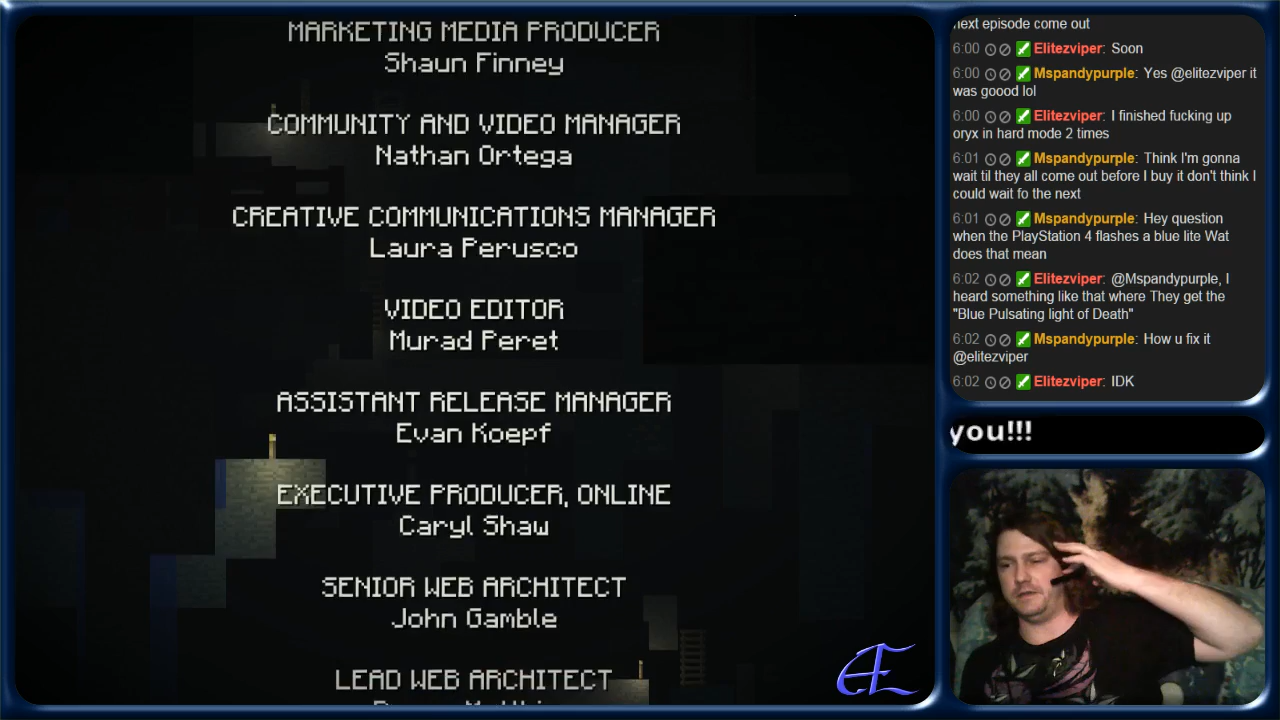 MARKETING MEDIA PRODUCER
Shaun Finney
COMMUNITY AND VIDEO MANAGER
Nathan Ortega
CREATIVE COMMUNICATIONS MANAGER
Laura Perusco
VIDEO EDITOR
Murad Peret
ASSISTANT RELEASE MANAGER
Evan Koepf
EXECUTIVE PRODUCER, ONLINE
Caryl Shaw
SENIOR WEB ARCHITECT
John Gamble
LEAD WEB ARCHITECT
next episode come out
6:00 Elitezviper: Soon
6:00 Mspandypurple: Yes @elitezviper it
was goood lol
6:00 Elitezviper: I finished fucking up
oryx in hard mode 2 times
6:01 Mspandypurple: Think I'm gonna
wait til they all come out before I buy it don't think I
could wait fo the next
6:01 Mspandypurple: Hey question
when the PlayStation 4 flashes a blue lite Wat
does that mean
6:02 Elitezviper: @Mspandypurple, I
heard something like that where They get the
"Blue Pulsating light of Death"
6:02 Mspandypurple: How u fix it
@elitezviper
6:02 Elitezviper: IDK
you!!!